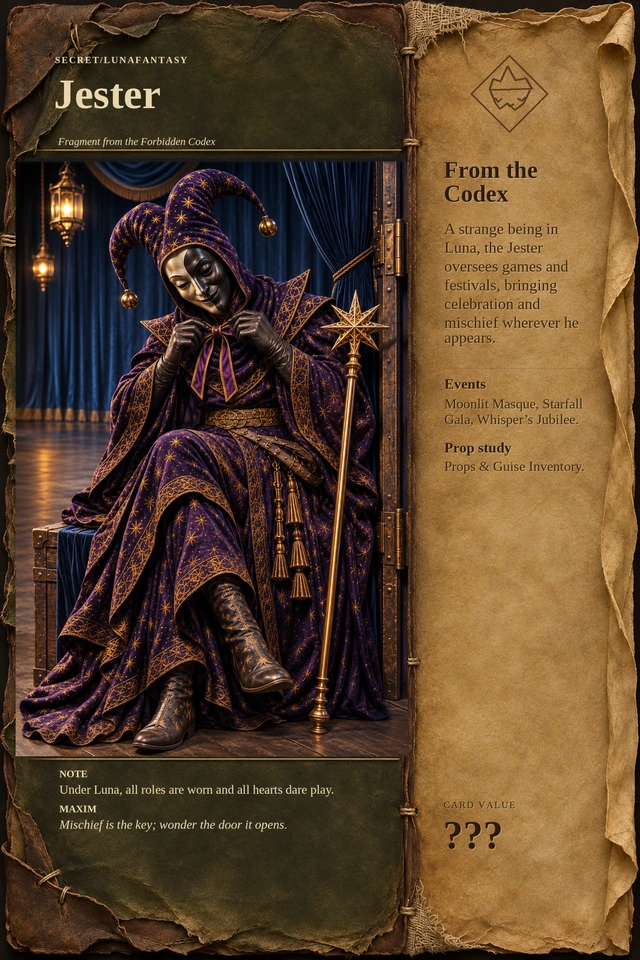 SECRET/LUNAFANTASY
Jester
Fragment from the Forbidden Codex
From the
Codex
A strange being in
Luna, the Jester
oversees games and
festivals, bringing
celebration and
mischief wherever he
appears.
Events
Moonlit Masque, Starfall
Gala, Whisper's Jubilee.
Prop study
Props & Guise Inventory.
NOTE
Under Luna, all roles are worn and all hearts dare play.
MAXIM
Mischief is the key; wonder the door it opens.
CARD VALUE
???